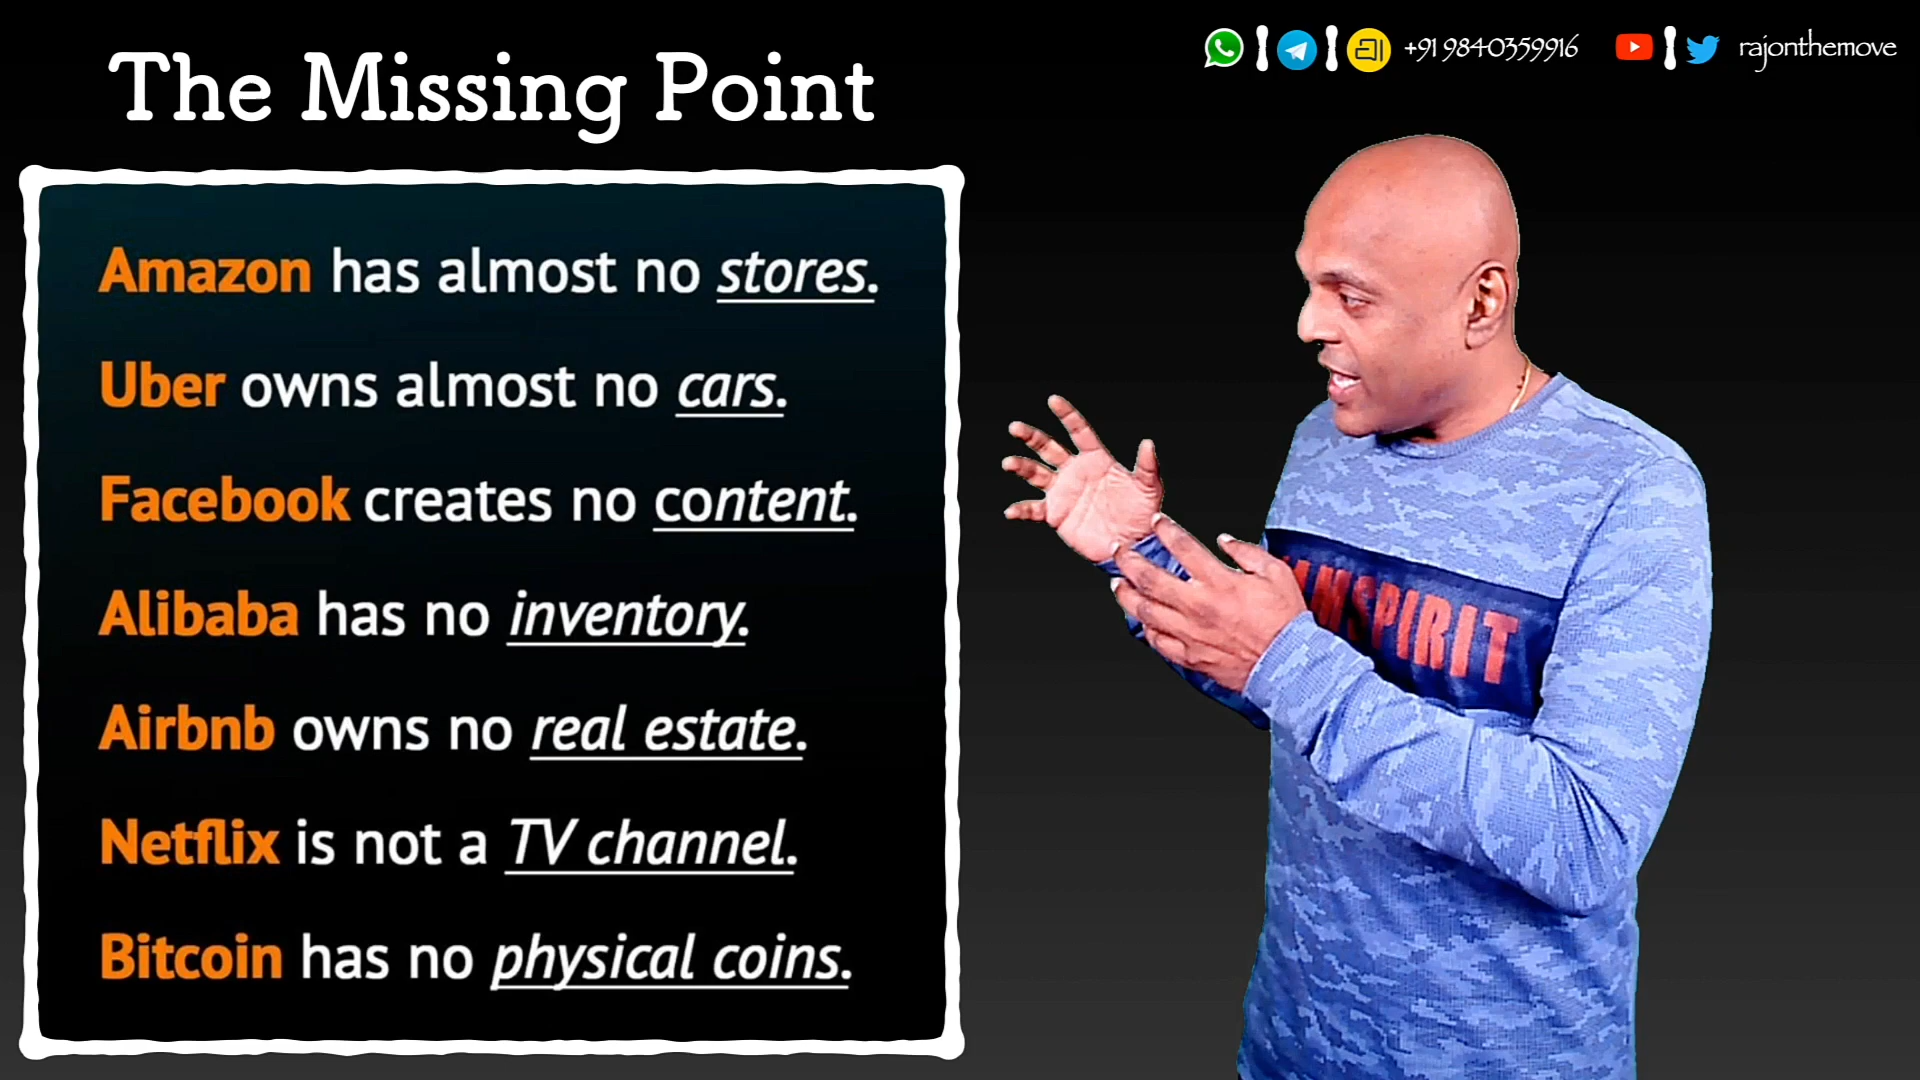 The Missing Point
+91 9840359916
rajonthemove
Amazon has almost no stores.
Uber owns almost no cars.
Facebook creates no content.
Alibaba has no inventory.
Airbnb owns no real estate.
Netflix is not a TV channel.
Bitcoin has no physical coins.
SPIRIT